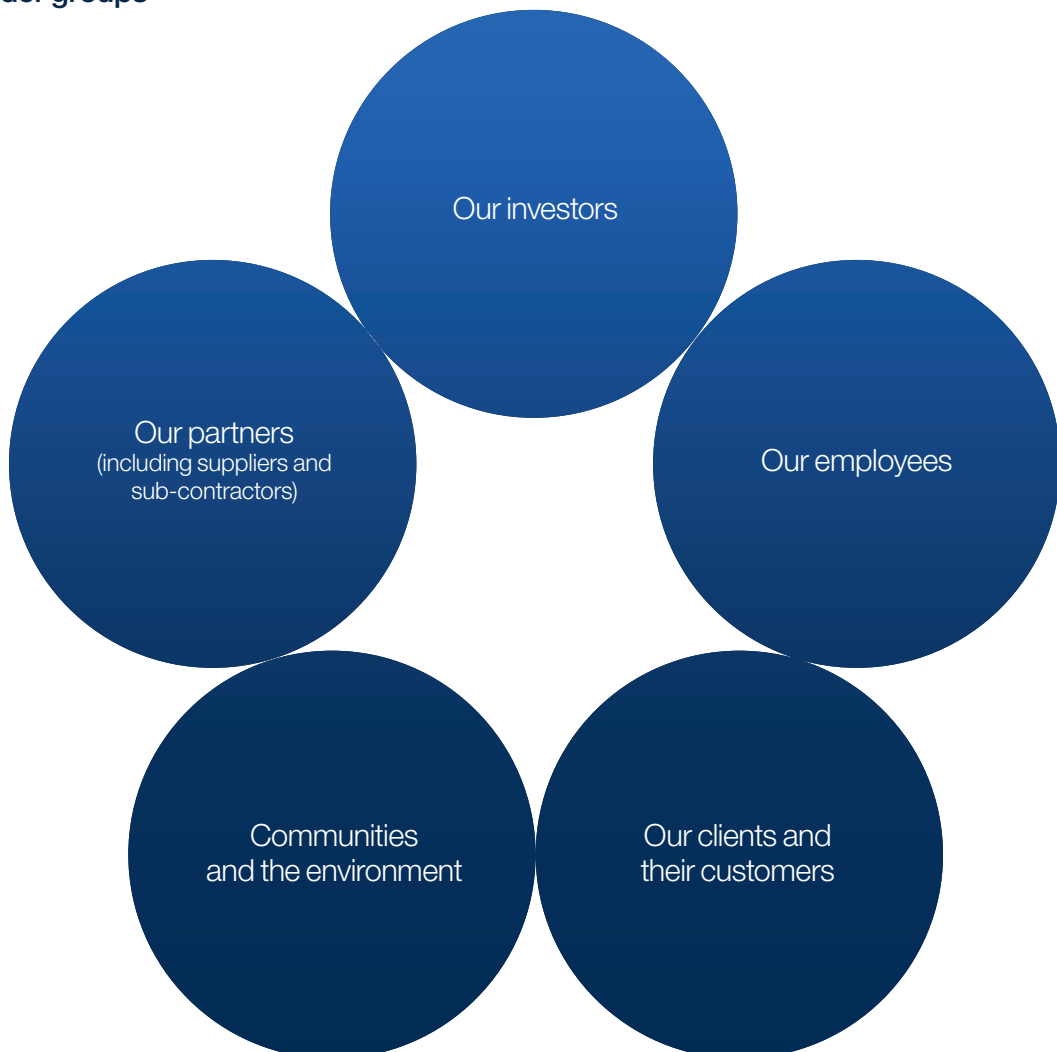 groups
Our investors
Our partners
(including suppliers and
sub-contractors)
Our employees
Communities
and the environment
Our clients and
their customers